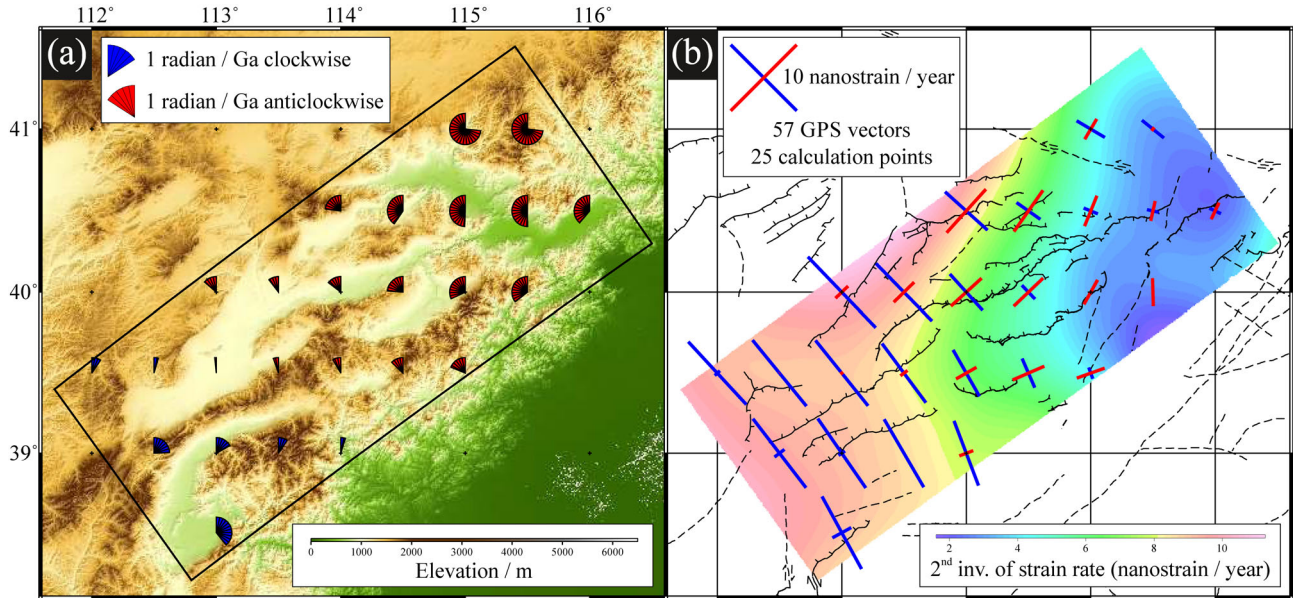 112° 113° 114° 115° 116°
(a)
1 radian / Ga clockwise
1 radian / Ga anticlockwise
41°
40°
39°
0 1000 2000 3000 4000 5000 6000
Elevation / m
(b)
10 nanostrain / year
57 GPS vectors
25 calculation points
2 4 6 8 10
2nd inv. of strain rate (nanostrain / year)